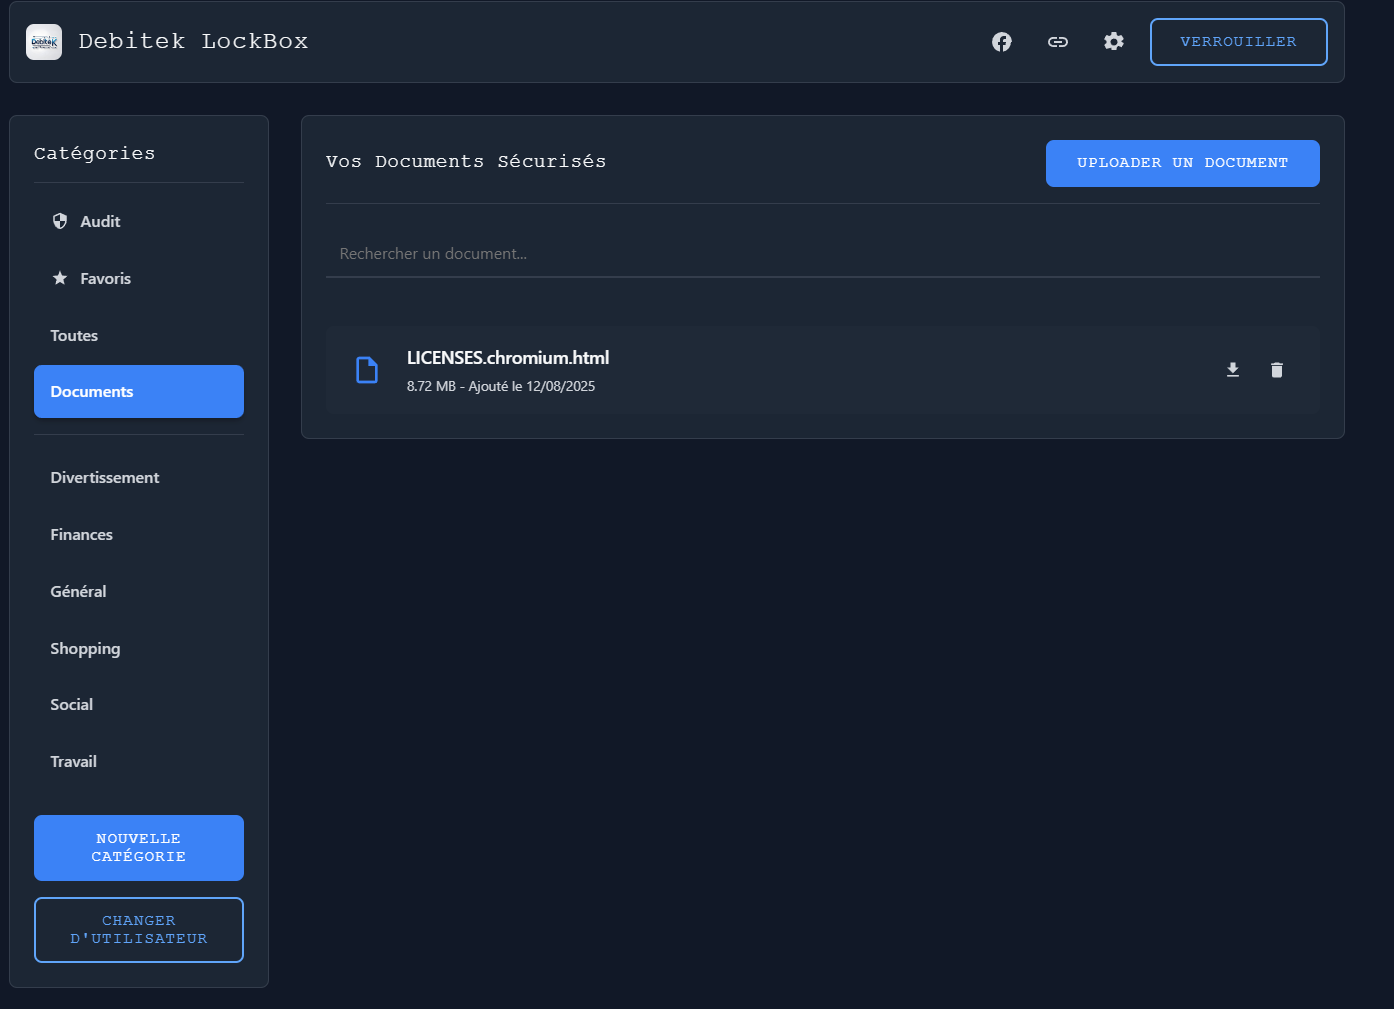 Debitek
Debitek LockBox
VERROUILLER
Catégories
Audit
Favoris
Toutes
Documents
Divertissement
Finances
Général
Shopping
Social
Travail
NOUVELLE
CATÉGORIE
CHANGER
D'UTILISATEUR
Vos Documents Sécurisés
UPLOADER UN DOCUMENT
Rechercher un document...
LICENSES.chromium.html
8.72 MB - Ajouté le 12/08/2025